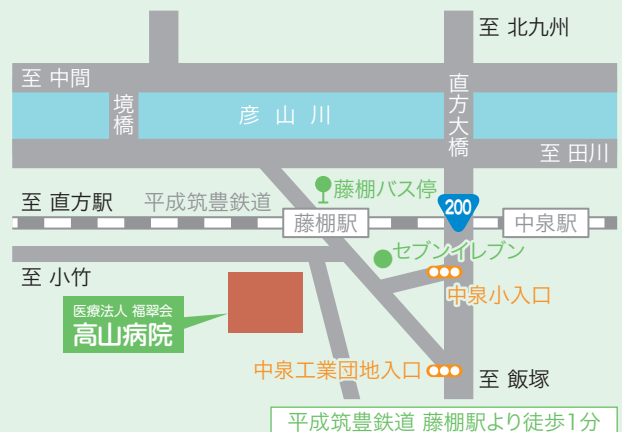 至 北九州
至 中間
境橋
彦山川
直方大橋
至 田川
藤棚バス停
至 直方駅
平成筑豊鉄道
200
藤棚駅
中泉駅
セブンイレブン
至 小竹
中泉小入口
医療法人 福翠会
高山病院
中泉工業団地入口
至 飯塚
平成筑豊鉄道 藤棚駅より徒歩1分